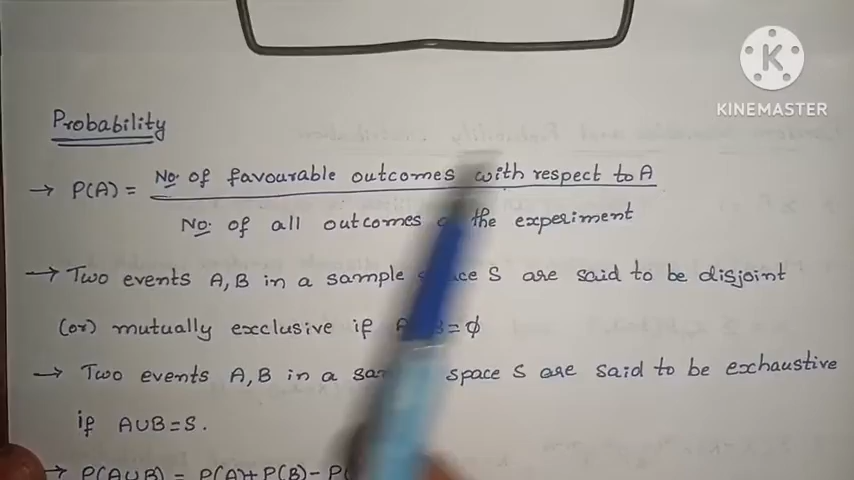 KINEMASTER
Probability
→ P(A) = No. of favourable outcomes with respect to A
No. of all outcomes the experiment
→ Two events A, B in a sample S are said to be disjoint
(or) mutually exclusive if = φ
→ Two events A, B in a space S are said to be exhaustive
if A∪B=S.
→ P(A∪B) = P(A)+P(B)-